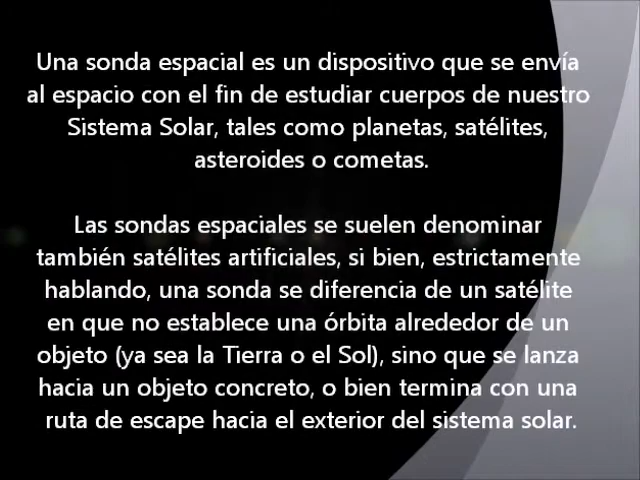 Una sonda espacial es un dispositivo que se envía
al espacio con el fin de estudiar cuerpos de nuestro
Sistema Solar, tales como planetas, satélites,
asteroides o cometas.
Las sondas espaciales se suelen denominar
también satélites artificiales, si bien, estrictamente
hablando, una sonda se diferencia de un satélite
en que no establece una órbita alrededor de un
objeto (ya sea la Tierra o el Sol), sino que se lanza
hacia un objeto concreto, o bien termina con una
ruta de escape hacia el exterior del sistema solar.